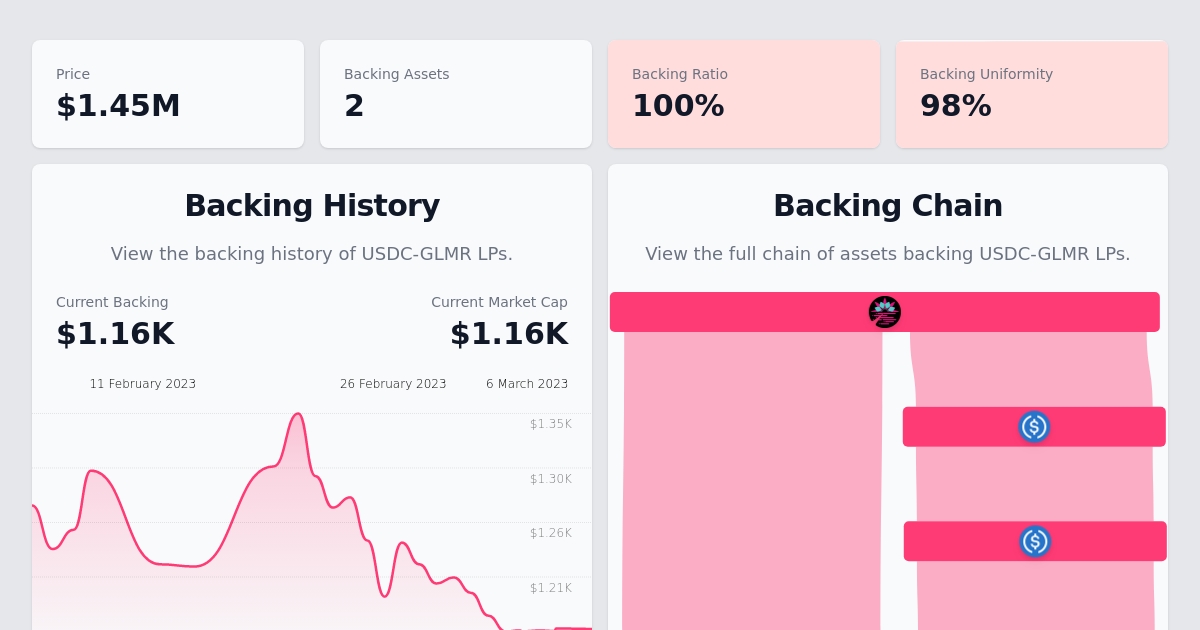 Price
$1.45M
Backing Assets
2
Backing Ratio
100%
Backing Uniformity
98%
Backing History
View the backing history of USDC-GLMR LPs.
Current Backing
$1.16K
Current Market Cap
$1.16K
11 February 2023
26 February 2023
6 March 2023
$1.35K
$1.30K
$1.26K
$1.21K
Backing Chain
View the full chain of assets backing USDC-GLMR LPs.
$
$